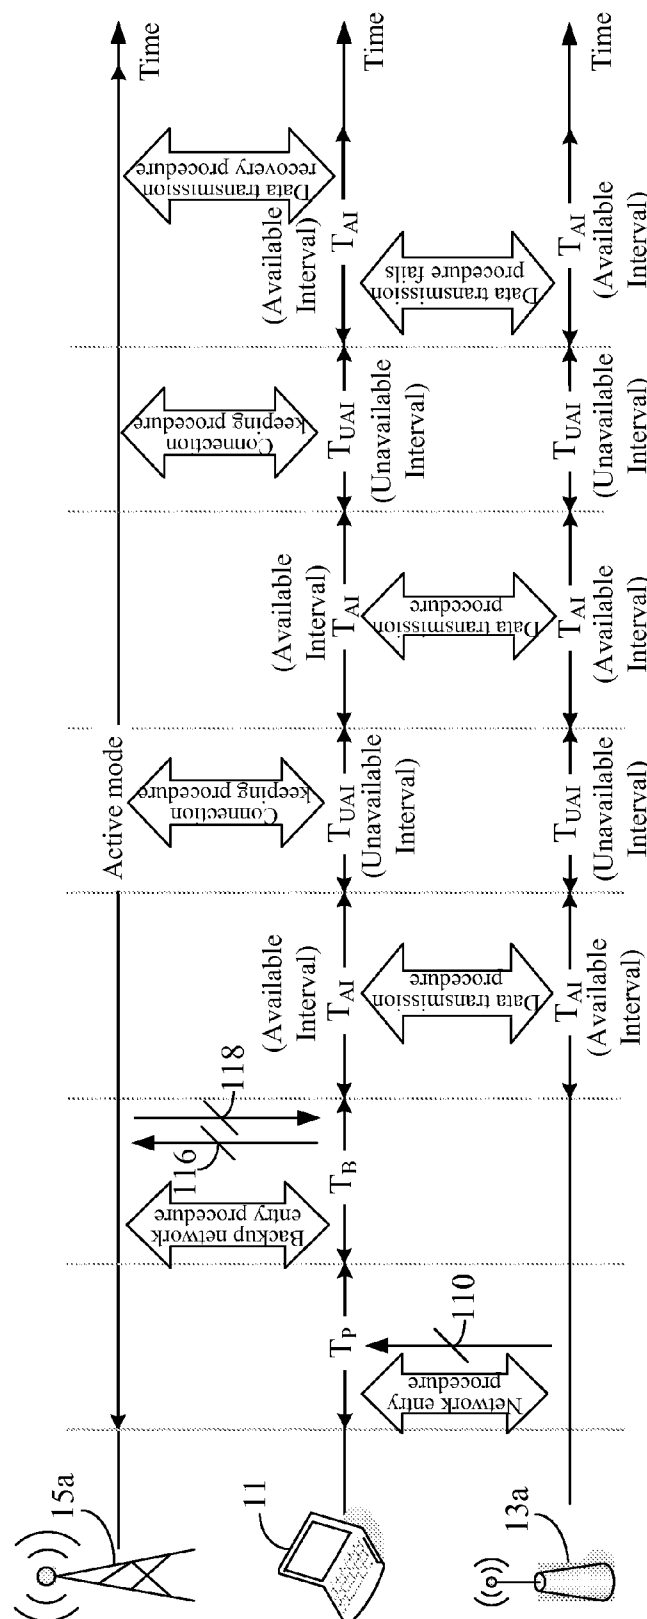 15a
Active mode
Time
Backup network
entry procedure
116
118
Connection
keeping procedure
Connection
keeping procedure
Data transmission
recovery procedure
11
T_P
T_B
(Available
Interval)
T_AI
T_UAI
(Unavailable
Interval)
(Available
Interval)
T_AI
T_UAI
(Unavailable
Interval)
(Available
Interval)
T_AI
Time
Network entry
procedure
110
Data transmission
procedure
Data transmission
procedure
Data transmission
procedure fails
13a
T_AI
(Available
Interval)
T_UAI
(Unavailable
Interval)
T_AI
(Available
Interval)
T_UAI
(Unavailable
Interval)
T_AI
(Available
Interval)
Time